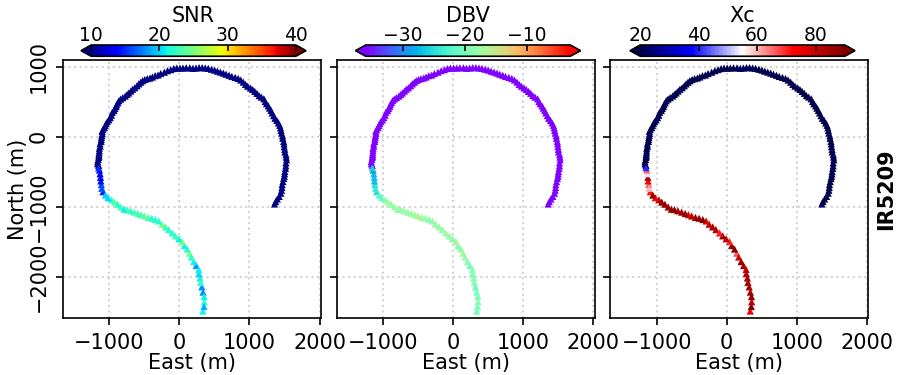 SNR DBV Xc
10 20 30 40 −30 −20 −10 20 40 60 80
1000
0
−1000
−2000
North (m)
IR5209
−1000 0 1000 2000 −1000 0 1000 2000 −1000 0 1000 2000
East (m) East (m) East (m)